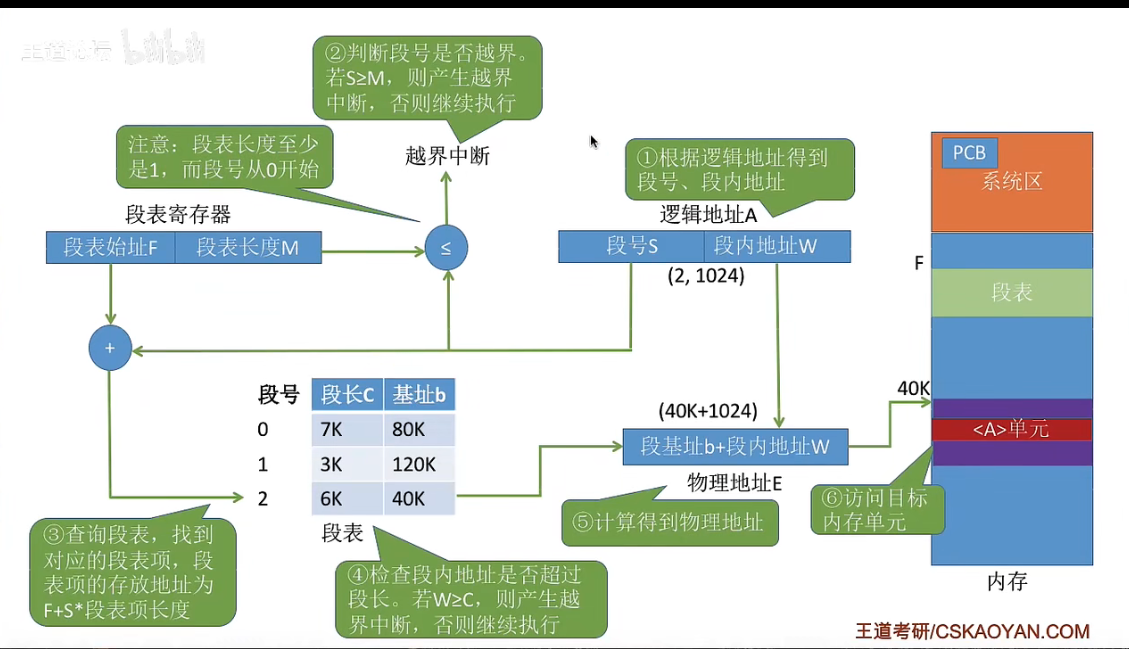 ②判断段号是否越界。
若S≥M，则产生越界
中断，否则继续执行
注意：段表长度至少
是1，而段号从0开始
越界中断
①根据逻辑地址得到
段号、段内地址
PCB
系统区
段表寄存器
逻辑地址A
段表始址F
段表长度M
≤
段号S
段内地址W
(2, 1024)
F
段表
+
段号
段长C
基址b
0
7K
80K
1
3K
120K
2
6K
40K
段表
(40K+1024)
段基址b+段内地址W
物理地址E
40K
<A>单元
③查询段表，找到
对应的段表项，段
表项的存放地址为
F+S*段表项长度
④检查段内地址是否超过
段长。若W≥C，则产生越
界中断，否则继续执行
⑤计算得到物理地址
⑥访问目标
内存单元
内存
王道考研/CSKAOYAN.COM